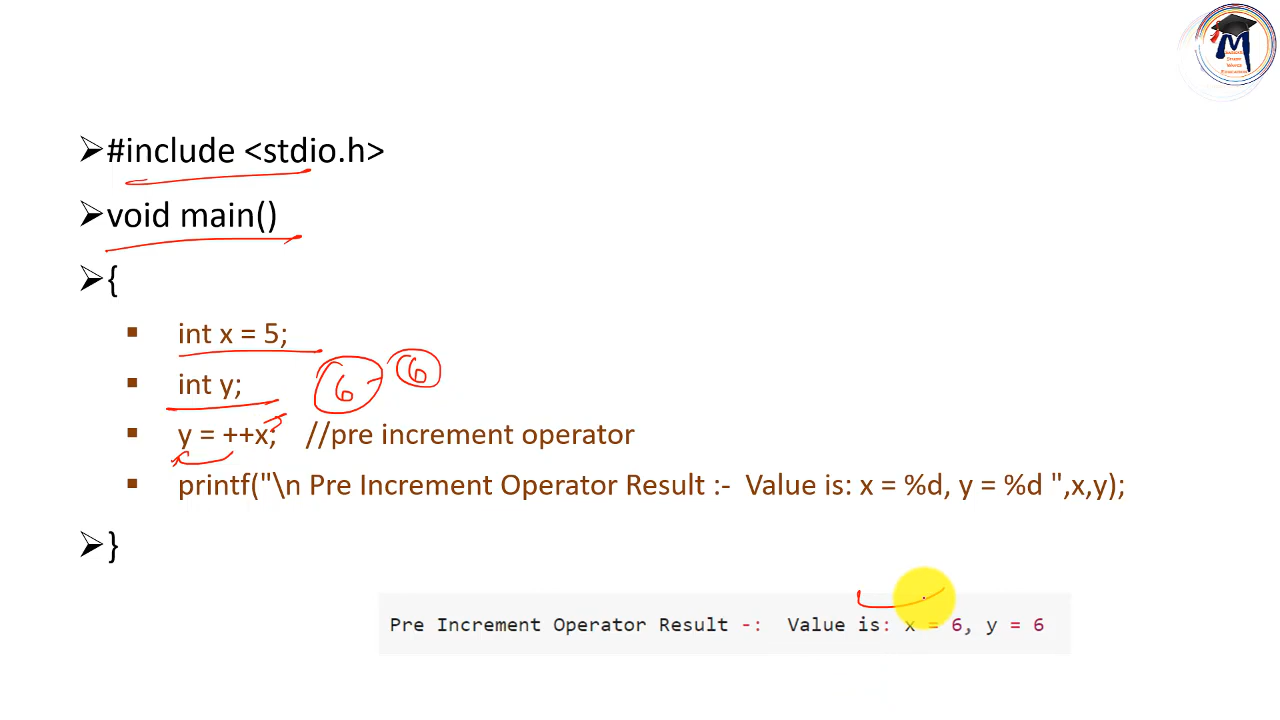 #include <stdio.h>
void main()
{
int x = 5;
int y;
6 6
y = ++x; //pre increment operator
printf("\n Pre Increment Operator Result :- Value is: x = %d, y = %d ",x,y);
}
Pre Increment Operator Result -: Value is: x = 6, y = 6